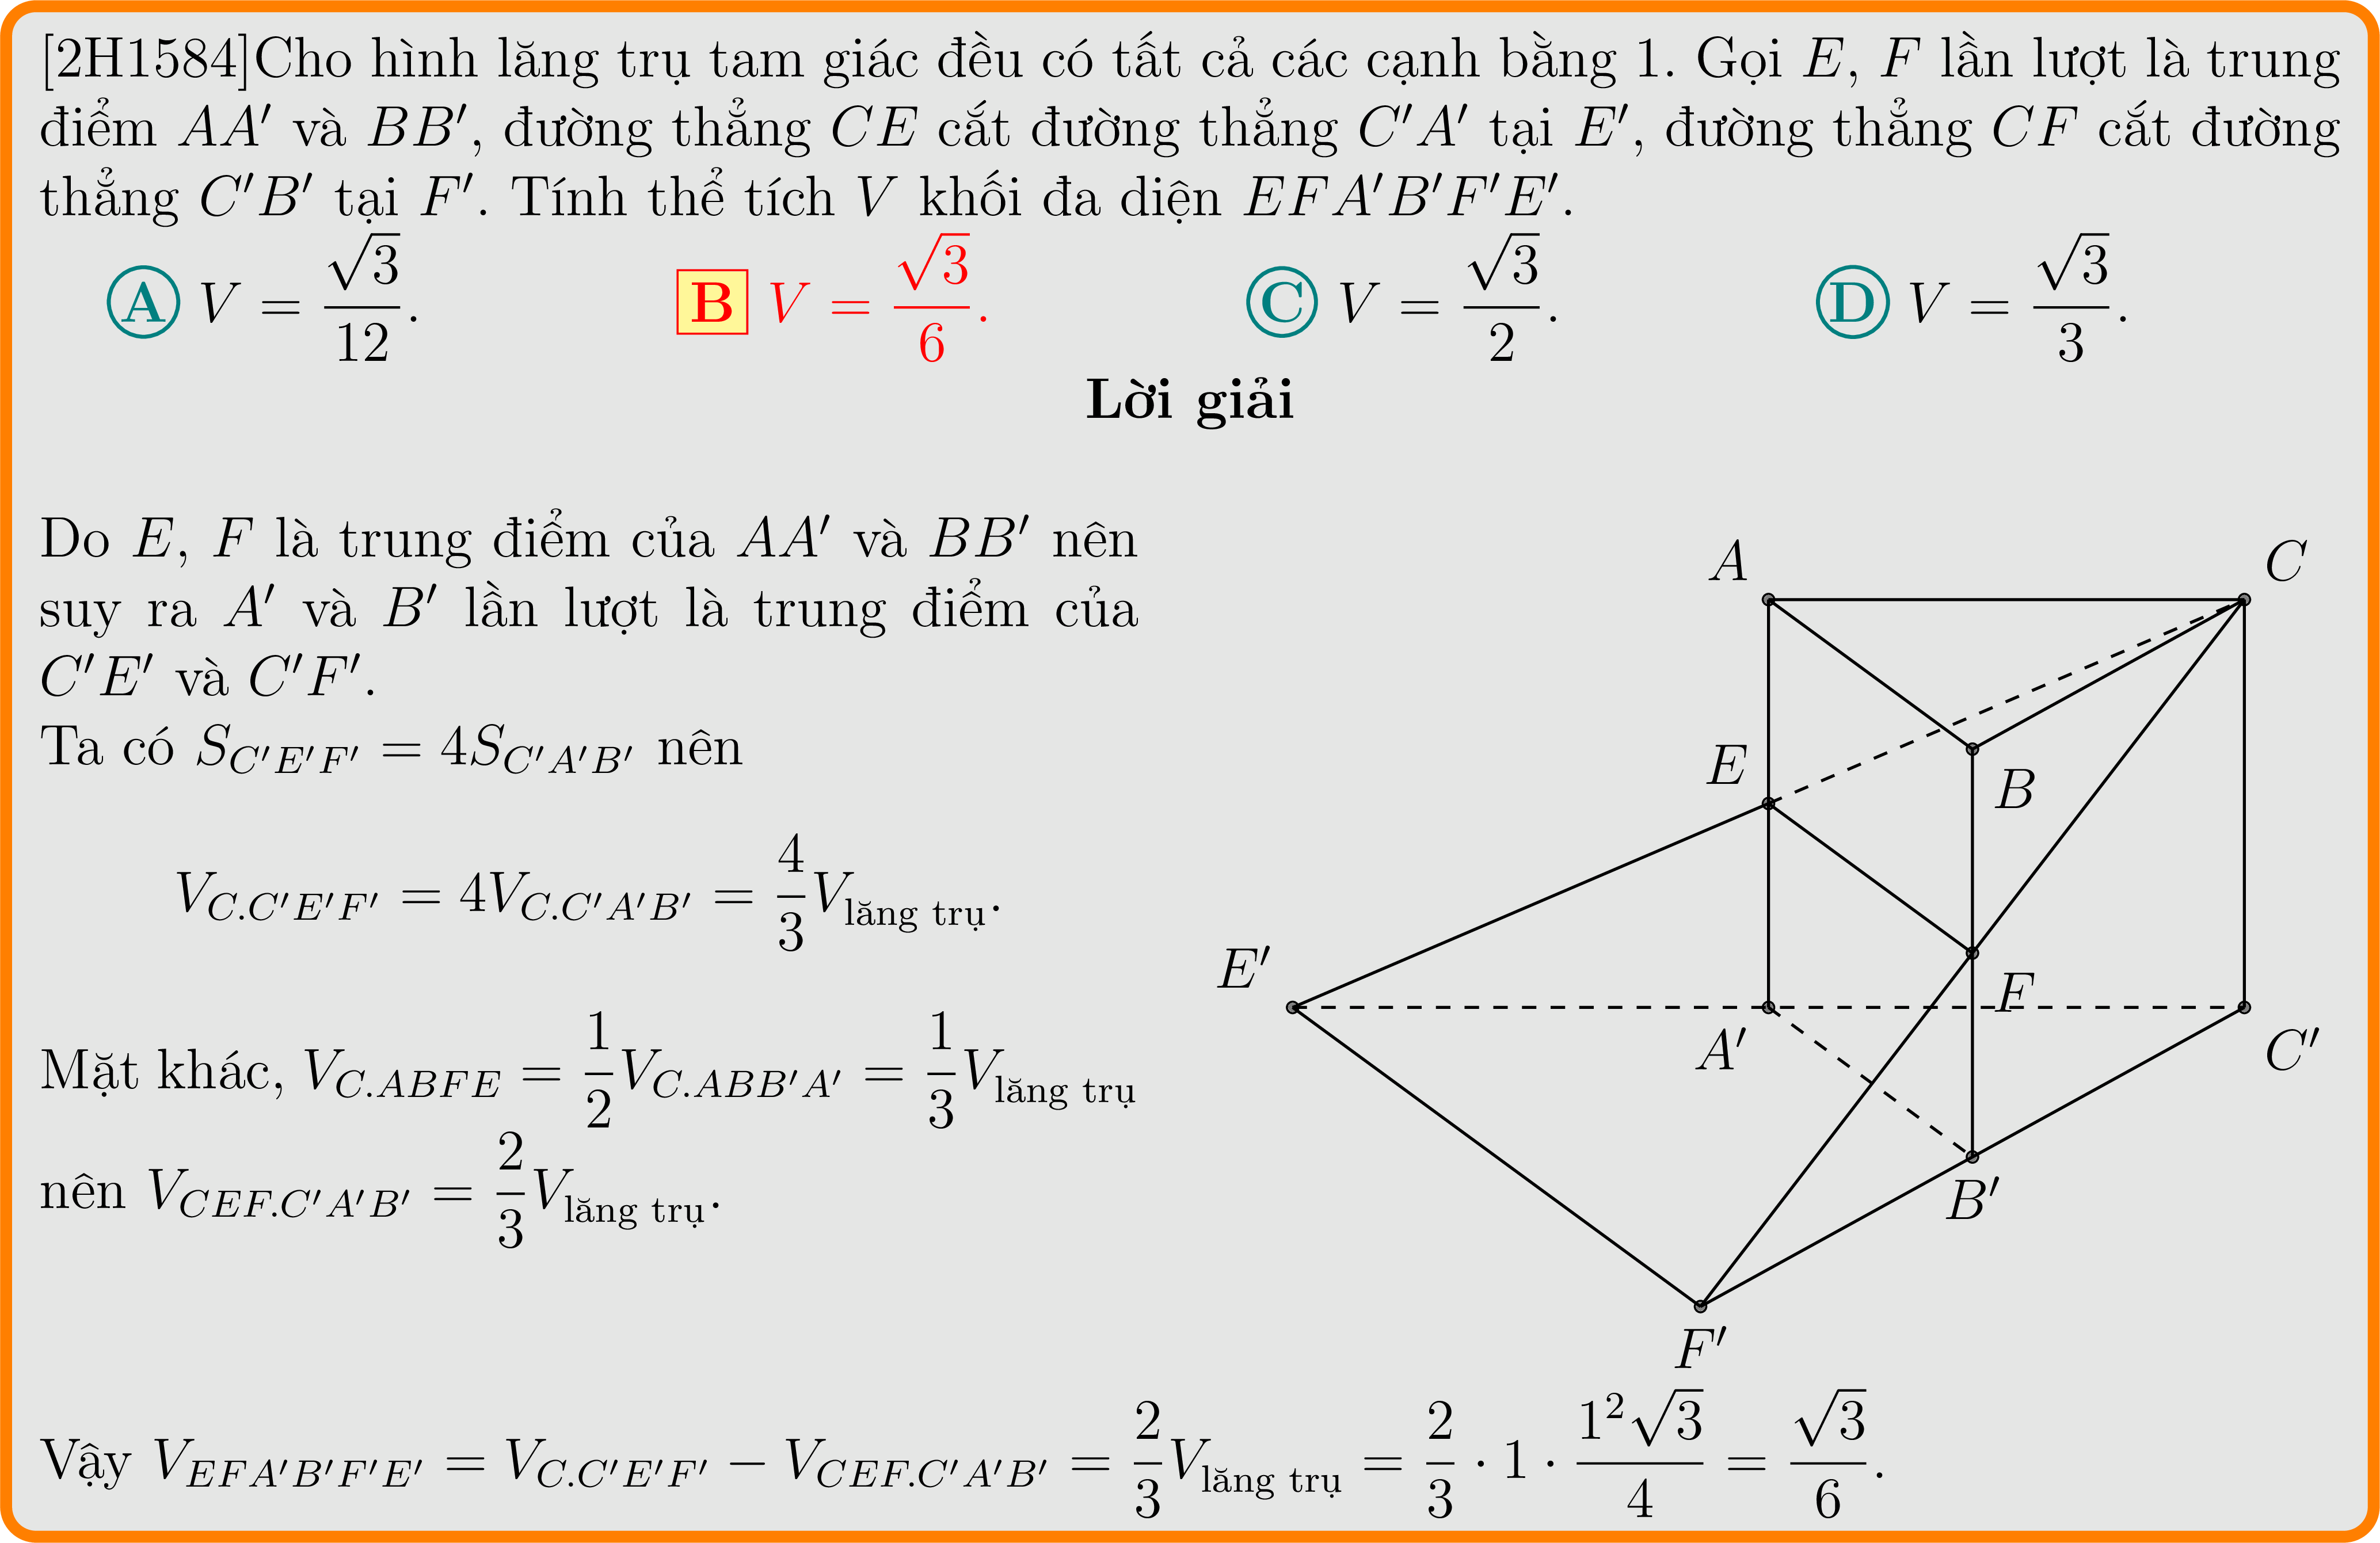 [2H1584]Cho hình lăng trụ tam giác đều có tất cả các cạnh bằng 1. Gọi E, F lần lượt là trung
điểm AA′ và BB′, đường thẳng CE cắt đường thẳng C′A′ tại E′, đường thẳng CF cắt đường
thẳng C′B′ tại F′. Tính thể tích V khối đa diện EFA′B′F′E′.
A V = \frac{\sqrt{3}}{12}. B V = \frac{\sqrt{3}}{6}. C V = \frac{\sqrt{3}}{2}. D V = \frac{\sqrt{3}}{3}.
Lời giải
Do E, F là trung điểm của AA′ và BB′ nên
suy ra A′ và B′ lần lượt là trung điểm của
C′E′ và C′F′.
Ta có S_{C′E′F′} = 4S_{C′A′B′} nên
V_{C.C′E′F′} = 4V_{C.C′A′B′} = \frac{4}{3}V_{lăng trụ}.
Mặt khác, V_{C.ABFE} = \frac{1}{2}V_{C.ABB′A′} = \frac{1}{3}V_{lăng trụ}
nên V_{CEF.C′A′B′} = \frac{2}{3}V_{lăng trụ}.
A
C
E
B
E′
F
A′
C′
B′
F′
Vậy V_{EFA′B′F′E′} = V_{C.C′E′F′} − V_{CEF.C′A′B′} = \frac{2}{3}V_{lăng trụ} = \frac{2}{3} · 1 · \frac{1^2\sqrt{3}}{4} = \frac{\sqrt{3}}{6}.